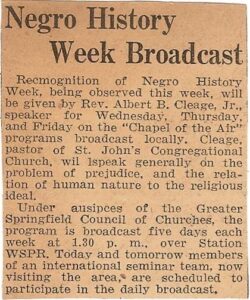 Negro History
Week Broadcast
Recmognition of Negro History
Week, being observed this week, will
be given by Rev. Albert B. Cleage, Jr.,
speaker for Wednesday, Thursday,
and Friday on the "Chapel of the Air"
programs broadcast locally. Cleage,
pastor of St. John's Congregational
Church, wil lspeak generally on the
problem of prejudice, and the rela-
tion of human nature to the religious
ideal.
Under ausipces of the Greater
Springfield Council of Churches, the
program is broadcast five days each
week at 1.30 p. m., over Station
WSPR. Today and tomorrow members
of an international seminar team, now
visiting the area, are scheduled to
participate in the daily broadcast.